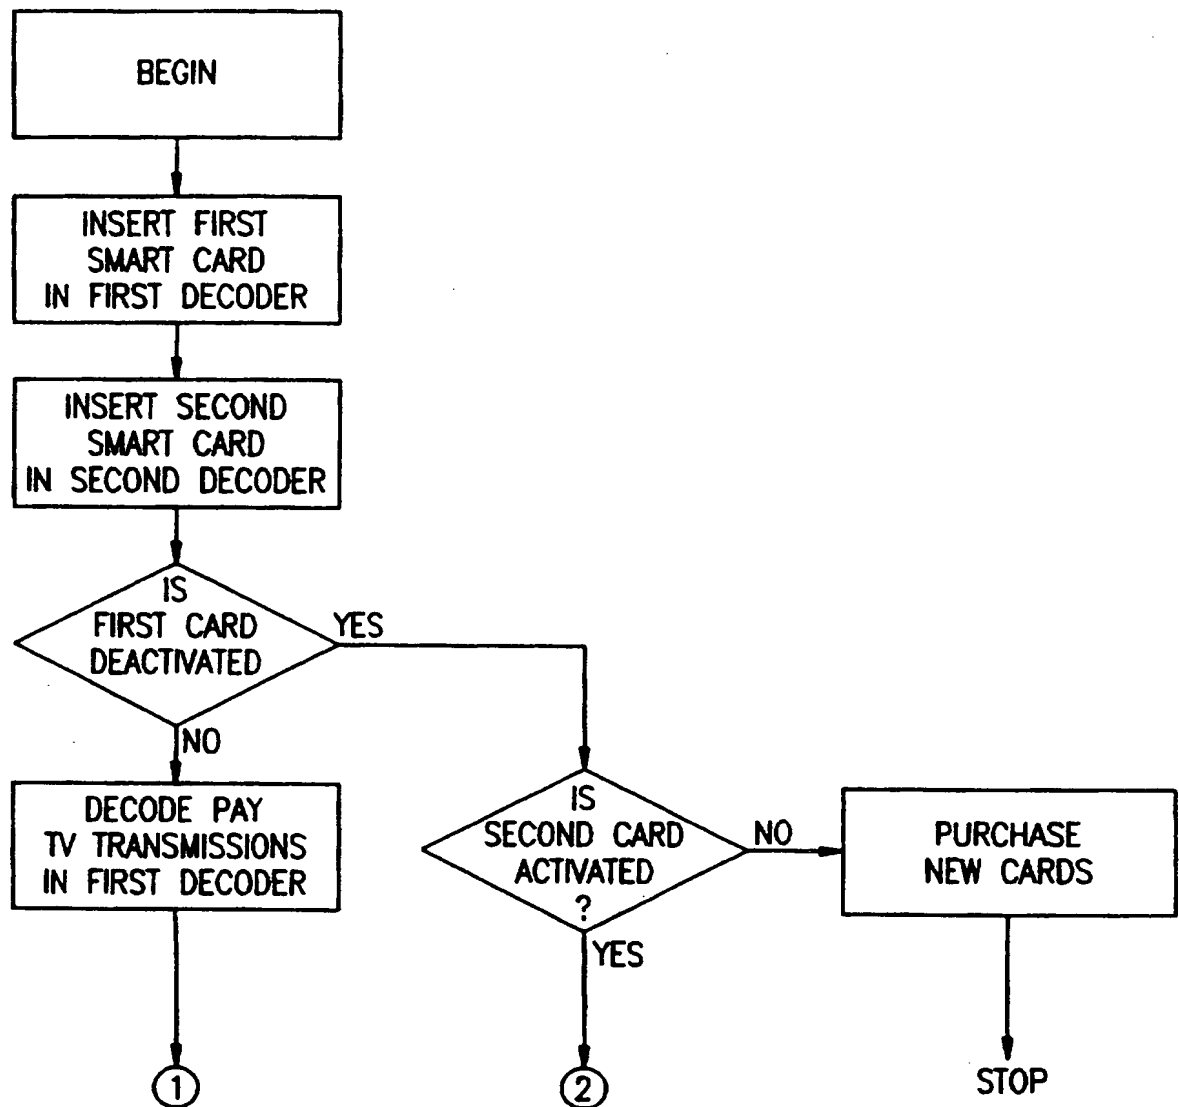 BEGIN
INSERT FIRST
SMART CARD
IN FIRST DECODER
INSERT SECOND
SMART CARD
IN SECOND DECODER
IS
FIRST CARD
DEACTIVATED
YES
NO
DECODE PAY
TV TRANSMISSIONS
IN FIRST DECODER
1
IS
SECOND CARD
ACTIVATED
?
NO
YES
2
PURCHASE
NEW CARDS
STOP